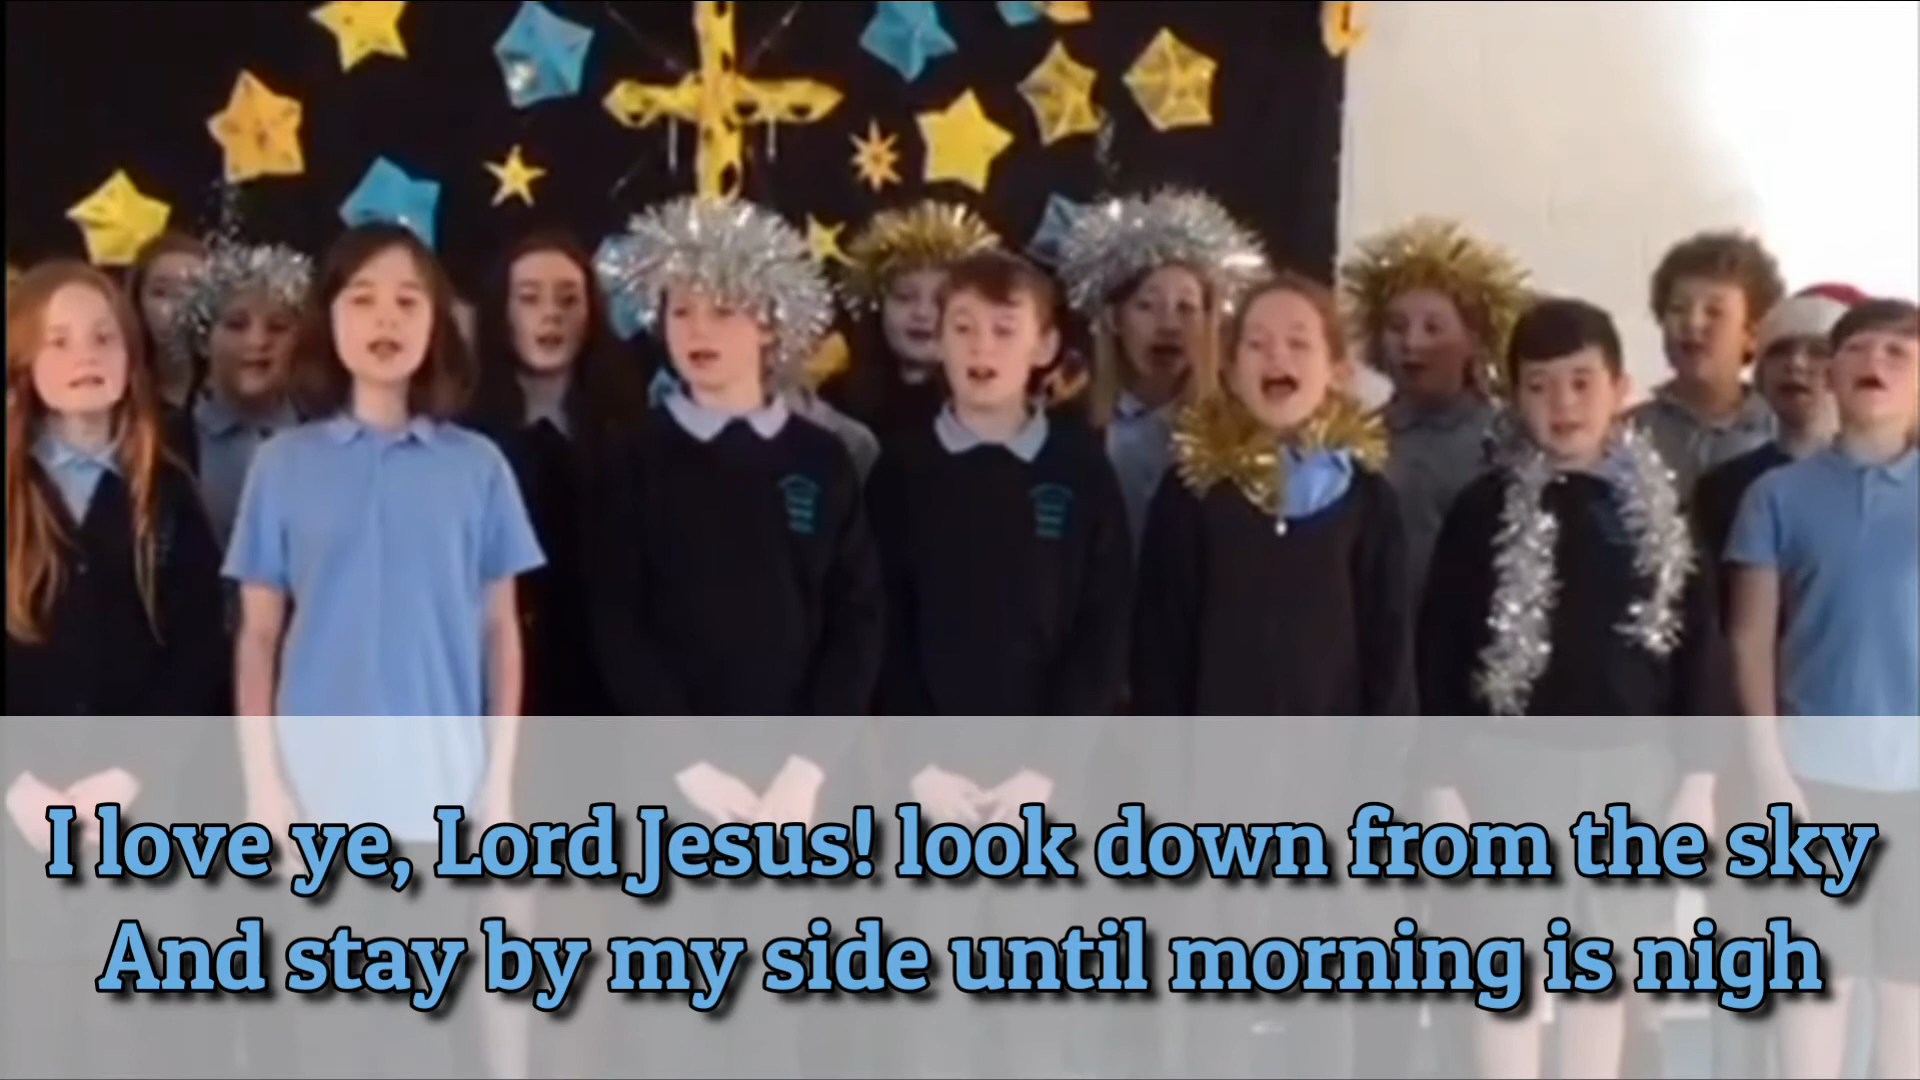 I love ye, Lord Jesus! look down from the sky
And stay by my side until morning is nigh